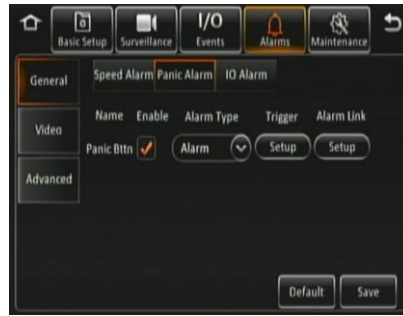 I/O
Basic Setup Surveillance Events Alarms Maintenance
General
Speed Alarm Panic Alarm IO Alarm
Name Enable Alarm Type Trigger Alarm Link
Video
Panic Bttn Alarm Setup Setup
Advanced
Default Save